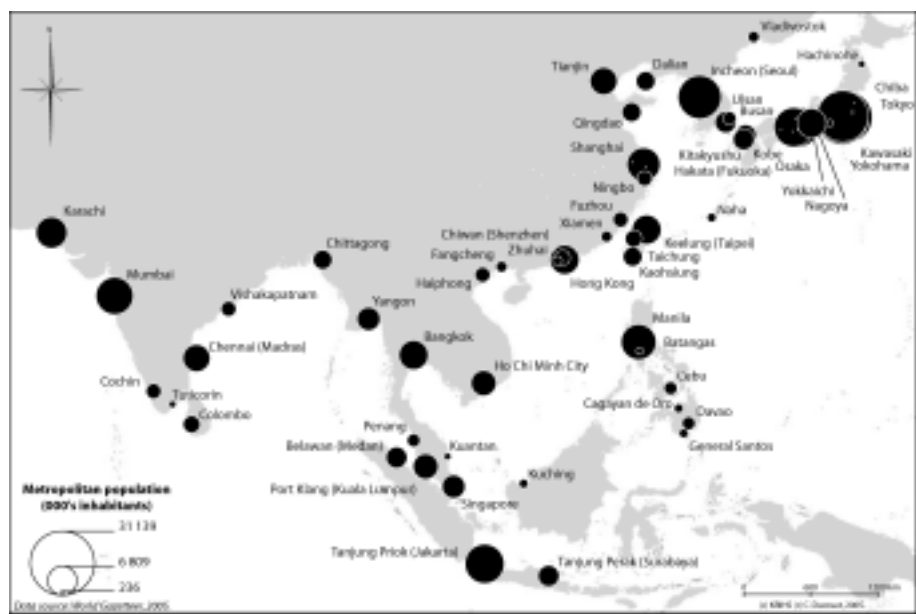 Vladivostok
Hachinohe
Tianjin
Dalian
Incheon (Seoul)
Chiba
Tokyo
Ulsan
Busan
Qingdao
Shanghai
Kitakyushu
Kobe
Hakata (Fukuoka)
Osaka
Kawasaki
Yokohama
Yokkaichi
Nagoya
Ningbo
Fuzhou
Xiamen
Naha
Karachi
Chittagong
Chiwan (Shenzhen)
Zhuhai
Fangcheng
Haiphong
Hong Kong
Keelung (Taipei)
Taichung
Kaohsiung
Mumbai
Vishakapatnam
Yangon
Manila
Batangas
Chennai (Madras)
Bangkok
Ho Chi Minh City
Cochin
Tuticorin
Colombo
Cebu
Cagayan de Oro
Davao
General Santos
Penang
Belawan (Medan)
Kuantan
Kuching
Port Klang (Kuala Lumpur)
Singapore
Metropolitan population
(000's inhabitants)
31 139
6 809
236
Tanjung Priok (Jakarta)
Tanjung Perak (Surabaya)
Data source: World Gazetteer, 2005.